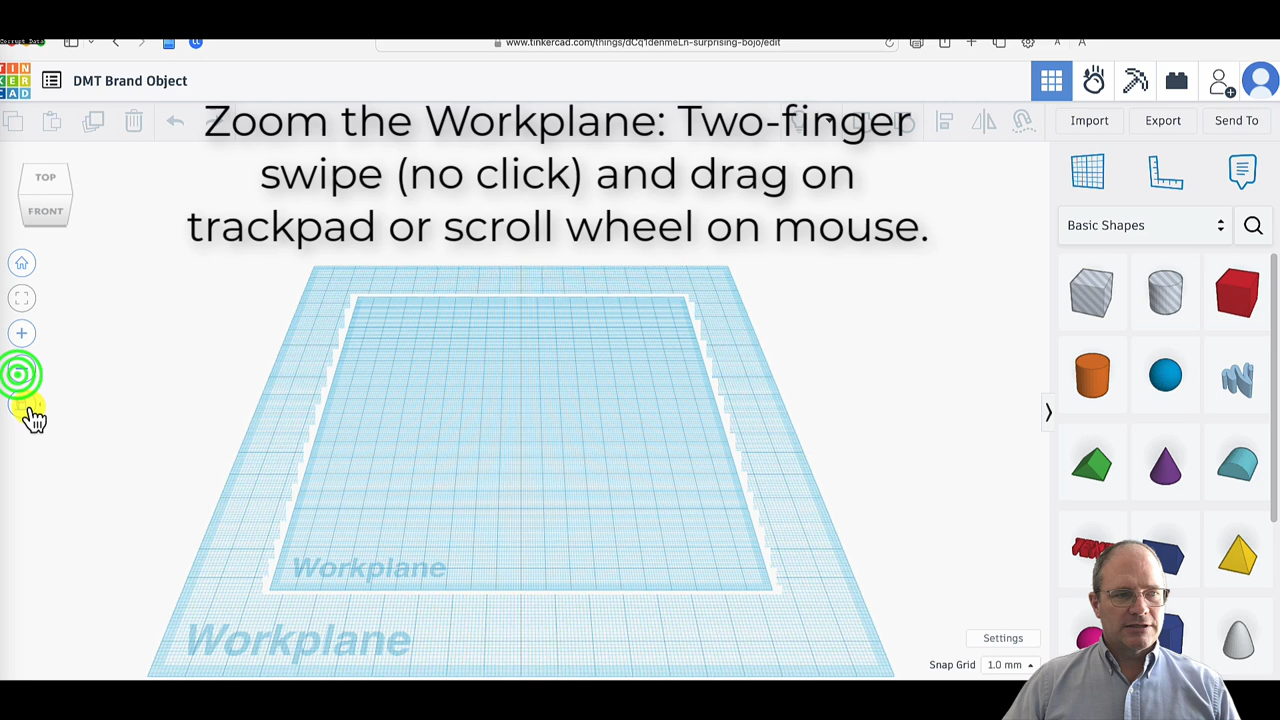 Corrupt Data
www.tinkercad.com/things/dCq1denmeLn-surprising-bojo/edit
A A
TIN
KER
CAD
DMT Brand Object
Zoom the Workplane: Two-finger
swipe (no click) and drag on
trackpad or scroll wheel on mouse.
Import
Export
Send To
TOP
FRONT
Basic Shapes
Workplane
Workplane
Settings
Snap Grid
1.0 mm